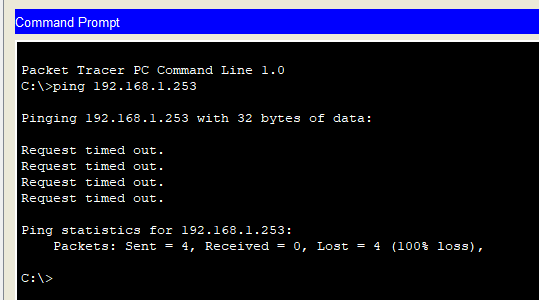 Command Prompt
Packet Tracer PC Command Line 1.0
C:\>ping 192.168.1.253
Pinging 192.168.1.253 with 32 bytes of data:
Request timed out.
Request timed out.
Request timed out.
Request timed out.
Ping statistics for 192.168.1.253:
    Packets: Sent = 4, Received = 0, Lost = 4 (100% loss),
C:\>